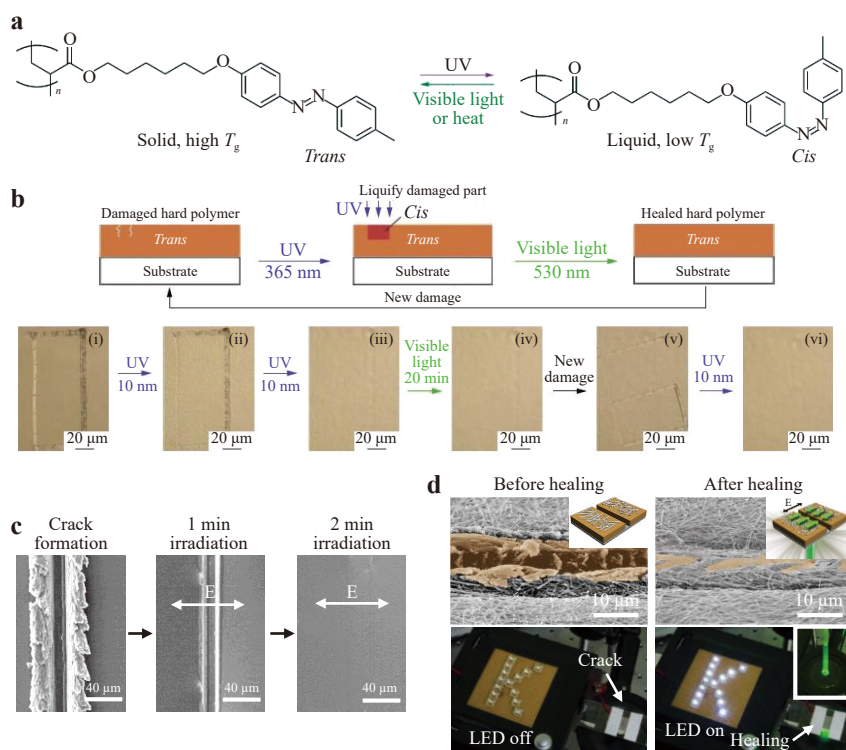 a
O
O
n
O
N
N
Solid, high Tg
Trans
UV
Visible light
or heat
O
O
n
O
N
N
Liquid, low Tg
Cis
b
Damaged hard polymer
Trans
Substrate
UV
365 nm
Liquify damaged part
UV
Cis
Trans
Substrate
Visible light
530 nm
Healed hard polymer
Trans
Substrate
New damage
(i)
20 μm
UV
10 nm
(ii)
20 μm
UV
10 nm
(iii)
20 μm
Visible
light
20 min
(iv)
20 μm
New
damage
(v)
20 μm
UV
10 nm
(vi)
20 μm
c
Crack
formation
40 μm
1 min
irradiation
E
40 μm
2 min
irradiation
E
40 μm
d
Before healing
10 μm
After healing
E
10 μm
Crack
LED off
LED on
Healing